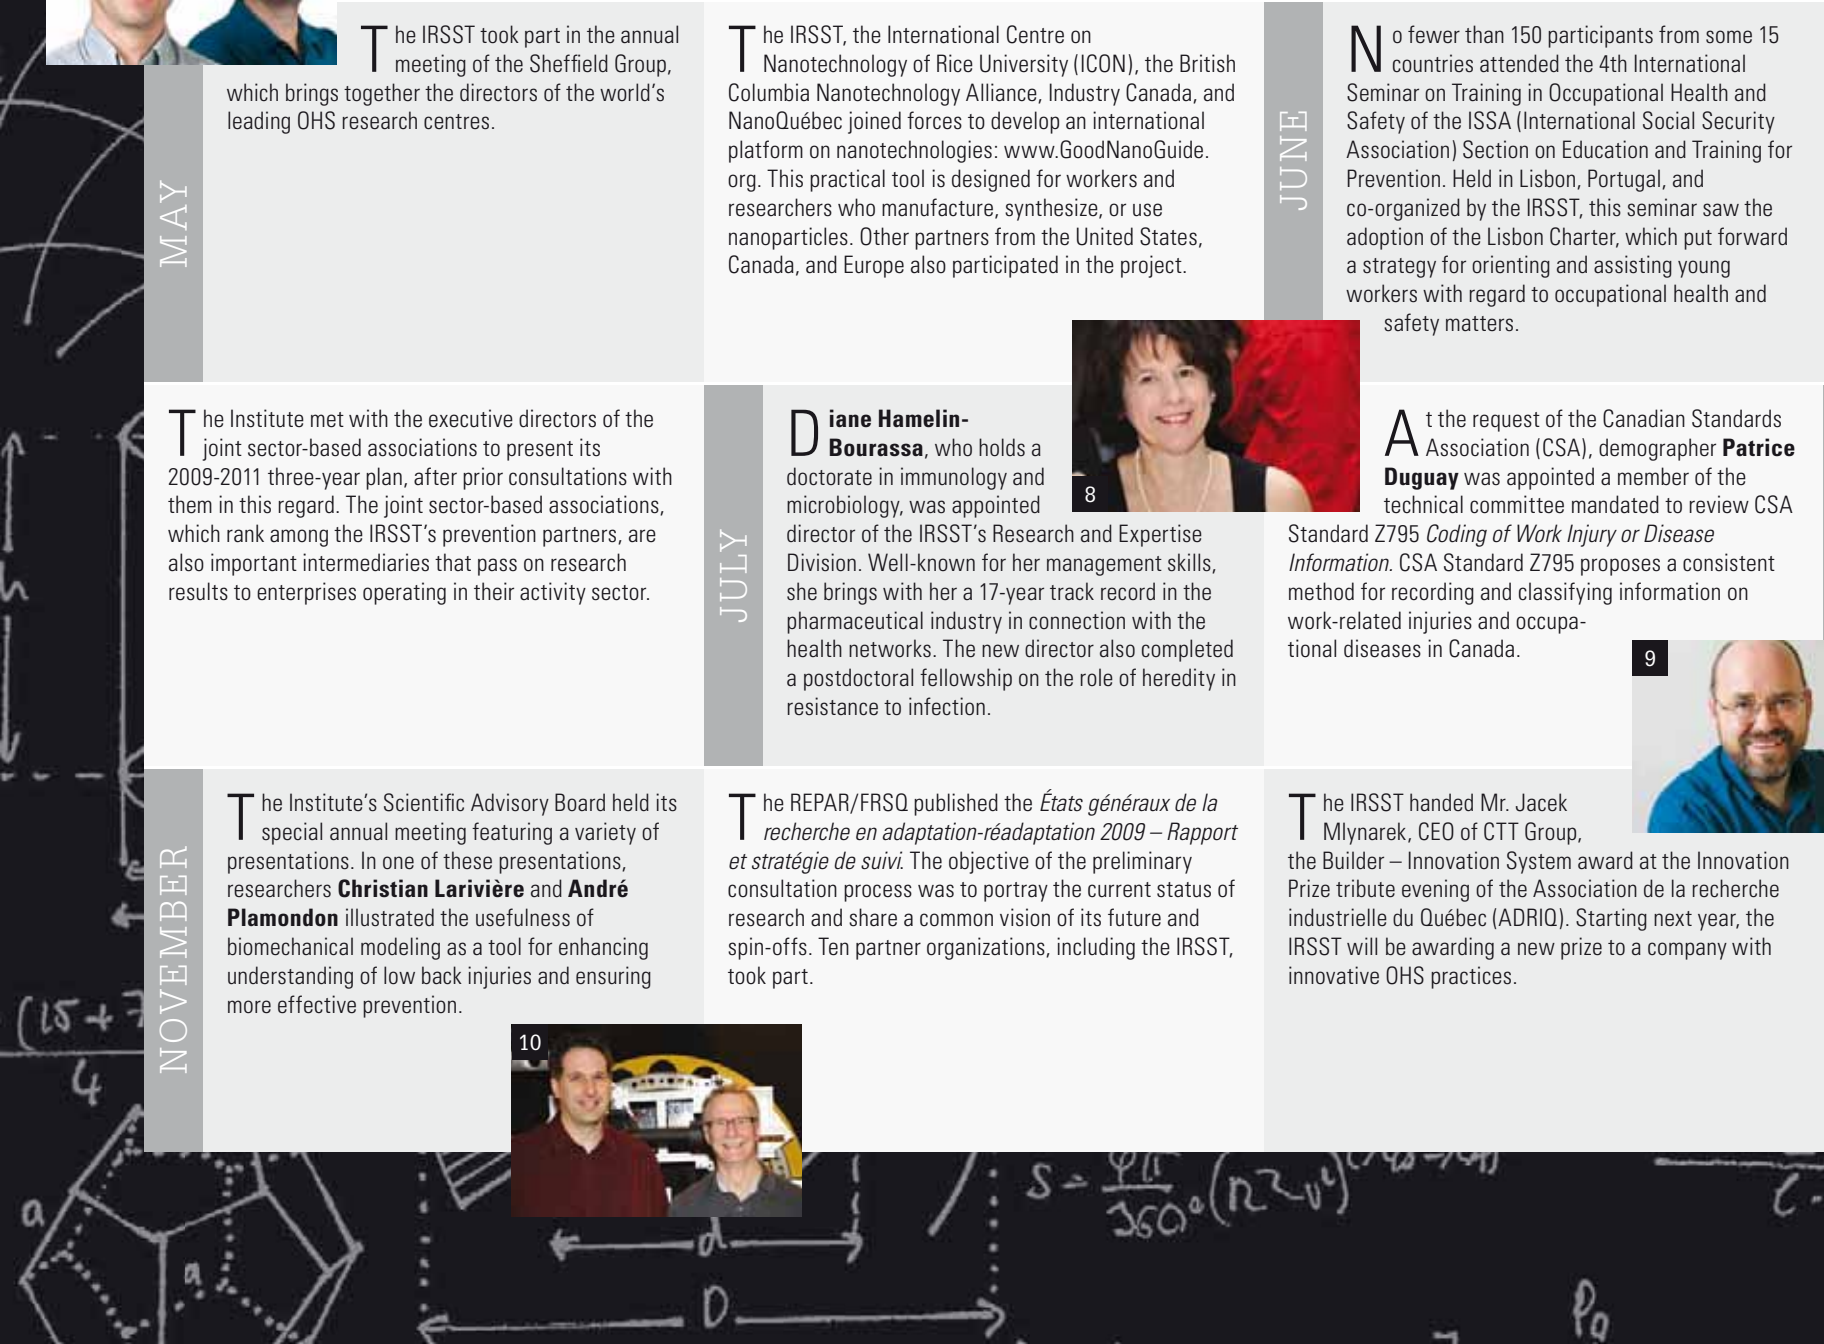 MAY
The IRSST took part in the annual
meeting of the Sheffield Group,
which brings together the directors of the world's
leading OHS research centres.
The IRSST, the International Centre on
Nanotechnology of Rice University (ICON), the British
Columbia Nanotechnology Alliance, Industry Canada, and
NanoQuébec joined forces to develop an international
platform on nanotechnologies: www.GoodNanoGuide.
org. This practical tool is designed for workers and
researchers who manufacture, synthesize, or use
nanoparticles. Other partners from the United States,
Canada, and Europe also participated in the project.
JUNE
No fewer than 150 participants from some 15
countries attended the 4th International
Seminar on Training in Occupational Health and
Safety of the ISSA (International Social Security
Association) Section on Education and Training for
Prevention. Held in Lisbon, Portugal, and
co-organized by the IRSST, this seminar saw the
adoption of the Lisbon Charter, which put forward
a strategy for orienting and assisting young
workers with regard to occupational health and
safety matters.
The Institute met with the executive directors of the
joint sector-based associations to present its
2009-2011 three-year plan, after prior consultations with
them in this regard. The joint sector-based associations,
which rank among the IRSST's prevention partners, are
also important intermediaries that pass on research
results to enterprises operating in their activity sector.
JULY
Diane Hamelin-
Bourassa, who holds a
doctorate in immunology and
microbiology, was appointed
director of the IRSST's Research and Expertise
Division. Well-known for her management skills,
she brings with her a 17-year track record in the
pharmaceutical industry in connection with the
health networks. The new director also completed
a postdoctoral fellowship on the role of heredity in
resistance to infection.
8
At the request of the Canadian Standards
Association (CSA), demographer Patrice
Duguay was appointed a member of the
technical committee mandated to review CSA
Standard Z795 Coding of Work Injury or Disease
Information. CSA Standard Z795 proposes a consistent
method for recording and classifying information on
work-related injuries and occupa-
tional diseases in Canada.
9
NOVEMBER
The Institute's Scientific Advisory Board held its
special annual meeting featuring a variety of
presentations. In one of these presentations,
researchers Christian Larivière and André
Plamondon illustrated the usefulness of
biomechanical modeling as a tool for enhancing
understanding of low back injuries and ensuring
more effective prevention.
10
The REPAR/FRSQ published the États généraux de la
recherche en adaptation-réadaptation 2009 – Rapport
et stratégie de suivi. The objective of the preliminary
consultation process was to portray the current status of
research and share a common vision of its future and
spin-offs. Ten partner organizations, including the IRSST,
took part.
The IRSST handed Mr. Jacek
Mlynarek, CEO of CTT Group,
the Builder – Innovation System award at the Innovation
Prize tribute evening of the Association de la recherche
industrielle du Québec (ADRIQ). Starting next year, the
IRSST will be awarding a new prize to a company with
innovative OHS practices.
h
(15+7
4
a
a
d
D